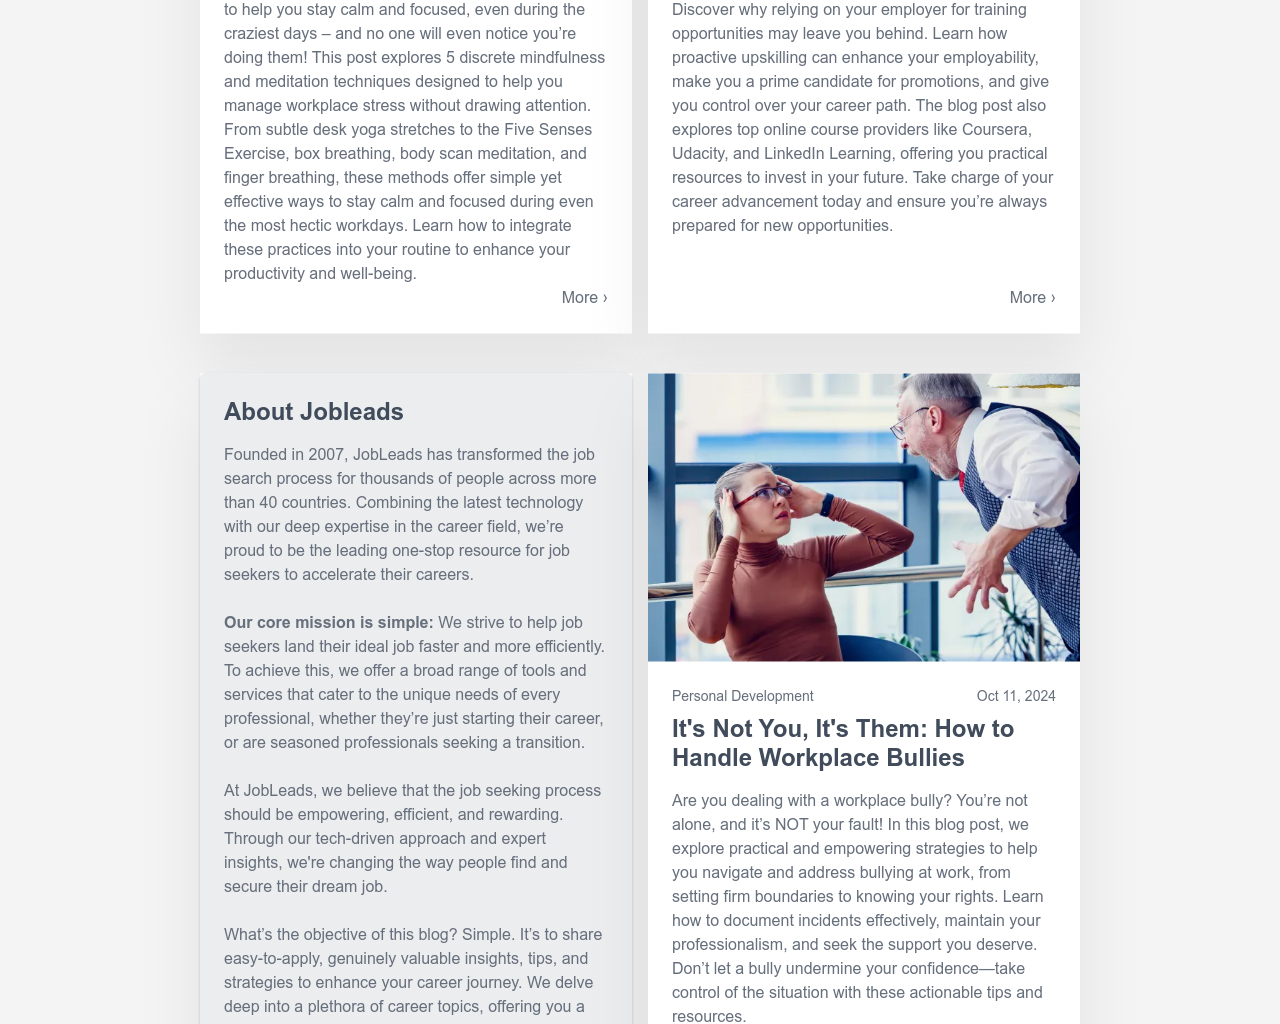 to help you stay calm and focused, even during the
craziest days – and no one will even notice you’re
doing them! This post explores 5 discrete mindfulness
and meditation techniques designed to help you
manage workplace stress without drawing attention.
From subtle desk yoga stretches to the Five Senses
Exercise, box breathing, body scan meditation, and
finger breathing, these methods offer simple yet
effective ways to stay calm and focused during even
the most hectic workdays. Learn how to integrate
these practices into your routine to enhance your
productivity and well-being.
More ›
Discover why relying on your employer for training
opportunities may leave you behind. Learn how
proactive upskilling can enhance your employability,
make you a prime candidate for promotions, and give
you control over your career path. The blog post also
explores top online course providers like Coursera,
Udacity, and LinkedIn Learning, offering you practical
resources to invest in your future. Take charge of your
career advancement today and ensure you’re always
prepared for new opportunities.
More ›
About Jobleads
Founded in 2007, JobLeads has transformed the job
search process for thousands of people across more
than 40 countries. Combining the latest technology
with our deep expertise in the career field, we’re
proud to be the leading one-stop resource for job
seekers to accelerate their careers.
Our core mission is simple: We strive to help job
seekers land their ideal job faster and more efficiently.
To achieve this, we offer a broad range of tools and
services that cater to the unique needs of every
professional, whether they’re just starting their career,
or are seasoned professionals seeking a transition.
At JobLeads, we believe that the job seeking process
should be empowering, efficient, and rewarding.
Through our tech-driven approach and expert
insights, we're changing the way people find and
secure their dream job.
What’s the objective of this blog? Simple. It’s to share
easy-to-apply, genuinely valuable insights, tips, and
strategies to enhance your career journey. We delve
deep into a plethora of career topics, offering you a
Personal Development
Oct 11, 2024
It's Not You, It's Them: How to
Handle Workplace Bullies
Are you dealing with a workplace bully? You’re not
alone, and it’s NOT your fault! In this blog post, we
explore practical and empowering strategies to help
you navigate and address bullying at work, from
setting firm boundaries to knowing your rights. Learn
how to document incidents effectively, maintain your
professionalism, and seek the support you deserve.
Don’t let a bully undermine your confidence—take
control of the situation with these actionable tips and
resources.